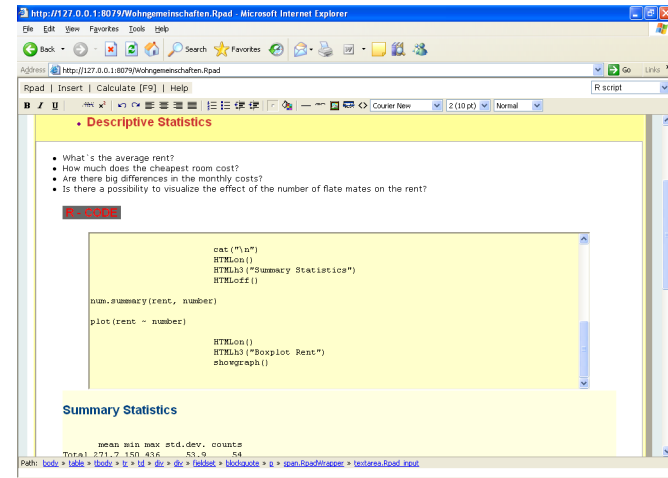 http://127.0.0.1:8079/Wohngemeinschaften.Rpad - Microsoft Internet Explorer
File Edit View Favorites Tools Help
Back Search Favorites
Address http://127.0.0.1:8079/Wohngemeinschaften.Rpad Go Links
Rpad | Insert | Calculate [F9] | Help R script
B I U Courier New 2 (10 pt) Normal
• Descriptive Statistics
• What`s the average rent?
• How much does the cheapest room cost?
• Are there big differences in the monthly costs?
• Is there a possibility to visualize the effect of the number of flate mates on the rent?
R - CODE
cat("\n")
HTMLon()
HTMLh3("Summary Statistics")
HTMLoff()
num.summary(rent, number)
plot(rent ~ number)
HTMLon()
HTMLh3("Boxplot Rent")
showgraph()
Summary Statistics
mean min max std.dev. counts
Total 271.7 150 436 53.9 54
Path: body » table » tbody » tr » td » div » div » fieldset » blockquote » p » span.RpadWrapper » textarea.Rpad_input